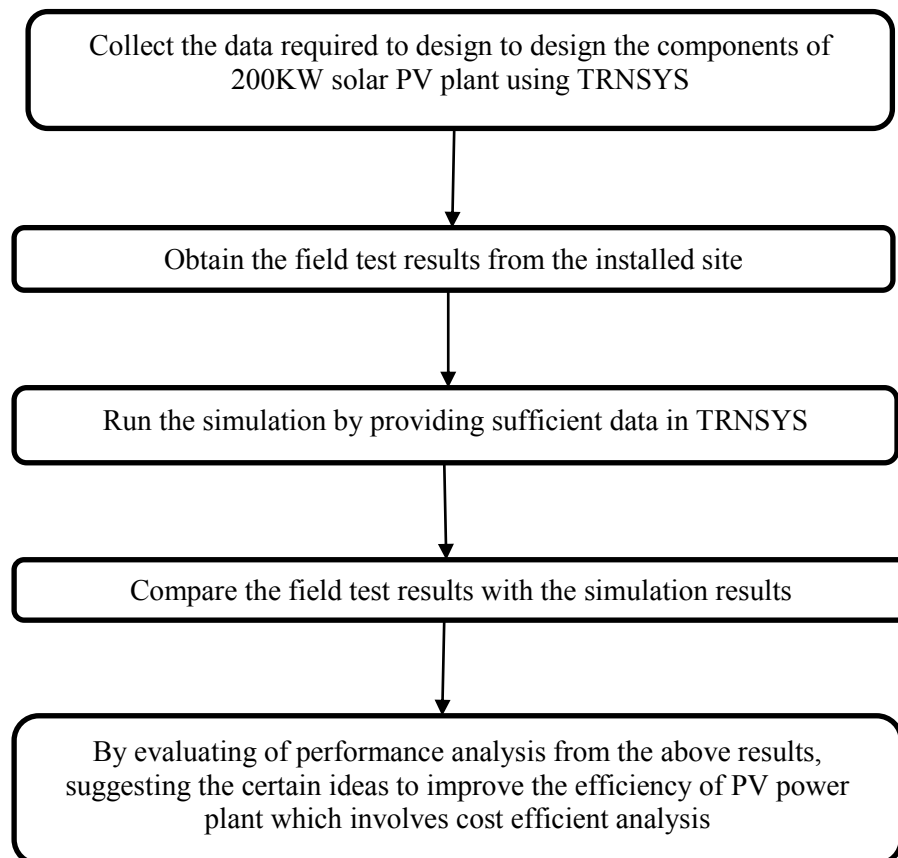 Collect the data required to design to design the components of
200KW solar PV plant using TRNSYS
Obtain the field test results from the installed site
Run the simulation by providing sufficient data in TRNSYS
Compare the field test results with the simulation results
By evaluating of performance analysis from the above results,
suggesting the certain ideas to improve the efficiency of PV power
plant which involves cost efficient analysis